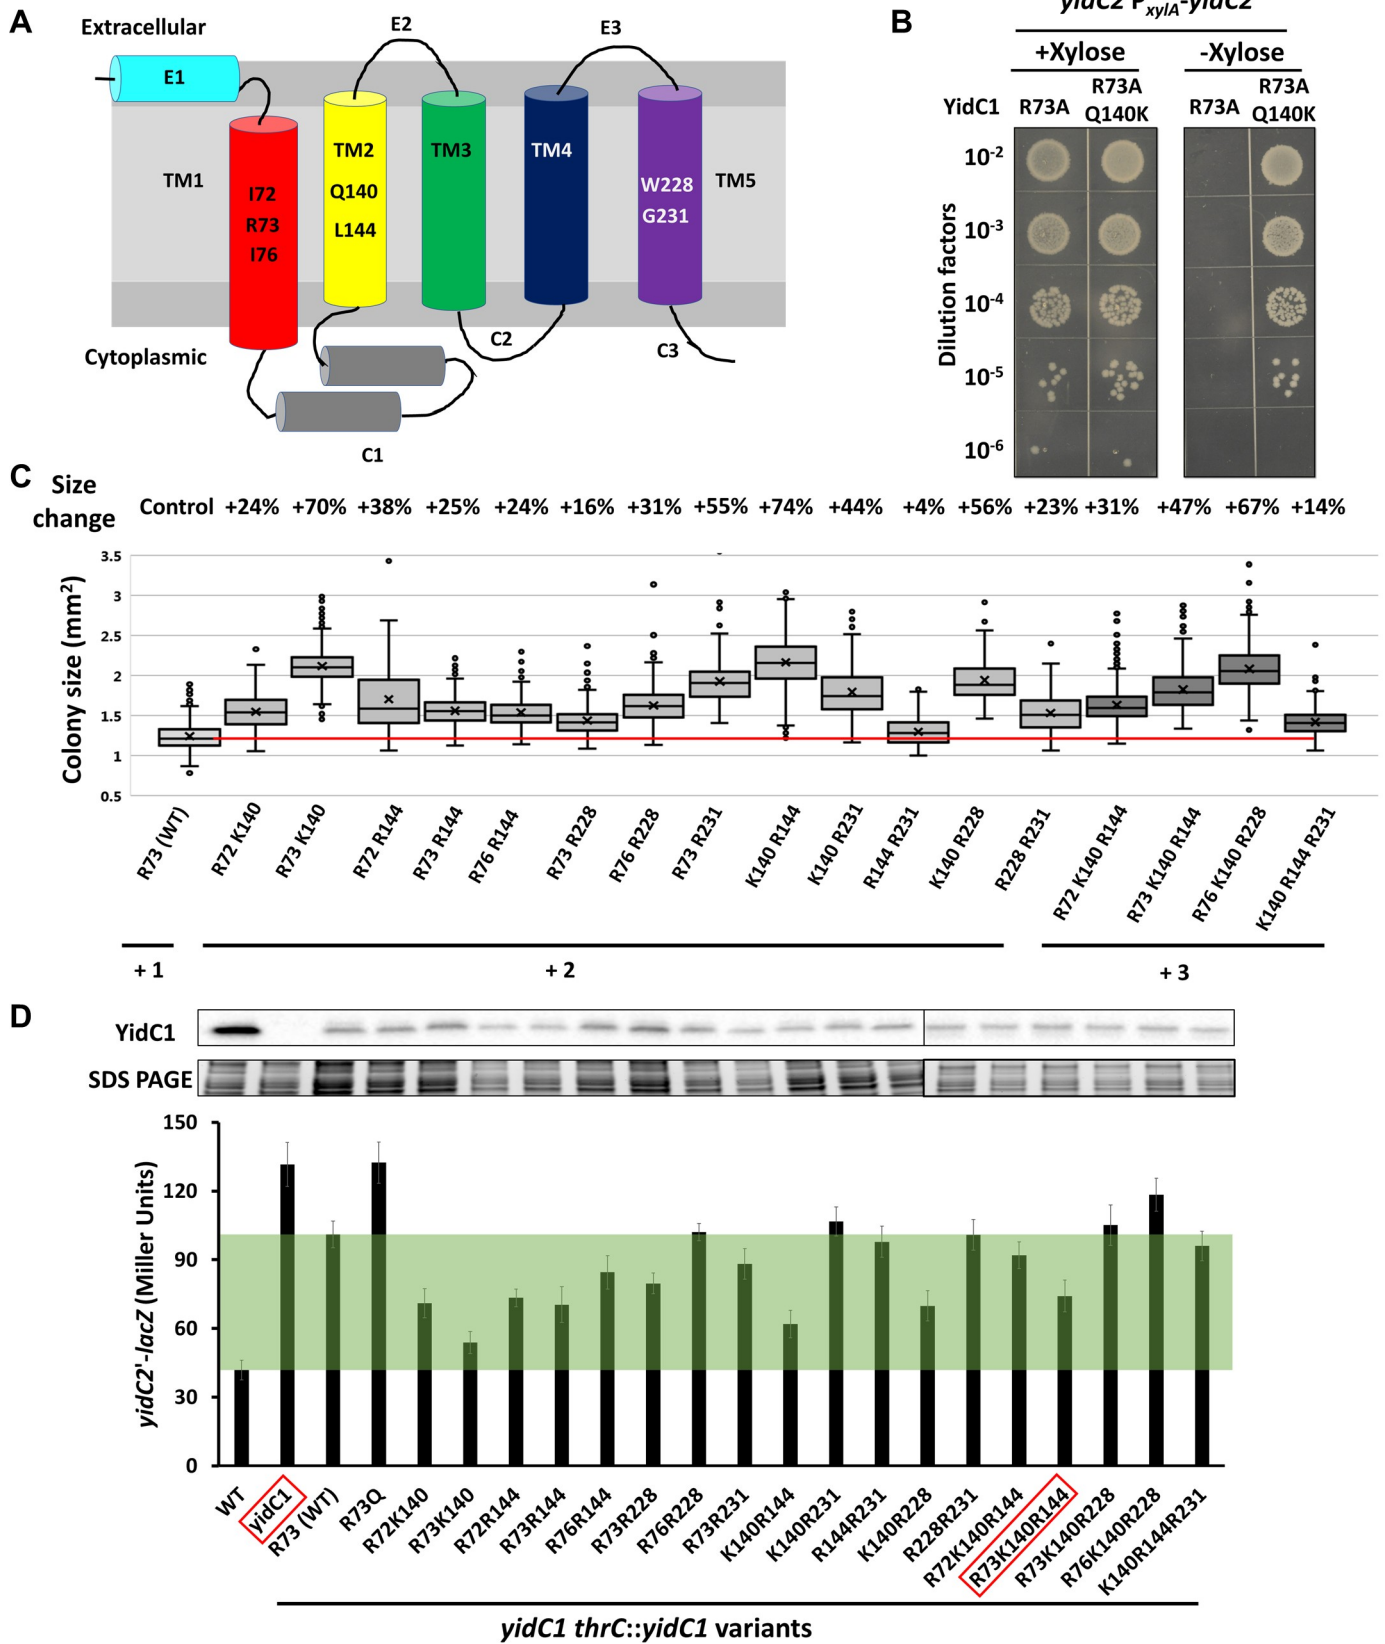 A
Extracellular
E1
E2
E3
TM1
I72
R73
I76
TM2
Q140
L144
TM3
TM4
W228
G231
TM5
Cytoplasmic
C1
C2
C3
B
yidC2 PxylA-yidC2
+Xylose -Xylose
YidC1 R73A R73A Q140K R73A R73A Q140K
Dilution factors
10-2
10-3
10-4
10-5
10-6
C
Size change Control +24% +70% +38% +25% +24% +16% +31% +55% +74% +44% +4% +56% +23% +31% +47% +67% +14%
Colony size (mm2)
3.5
3
2.5
2
1.5
1
0.5
R73 (WT)
R72 K140
R73 K140
R72 R144
R73 R144
R76 R144
R73 R228
R76 R228
R73 R231
K140 R144
K140 R231
R144 R231
K140 R228
R228 R231
R72 K140 R144
R73 K140 R144
R76 K140 R228
K140 R144 R231
+ 1 + 2 + 3
D
YidC1
SDS PAGE
yidC2'-lacZ (Miller Units)
150
120
90
60
30
0
WT
yidC1
R73 (WT)
R73Q
R72K140
R73K140
R72R144
R73R144
R76R144
R73R228
R76R228
R73R231
K140R144
K140R231
R144R231
K140R228
R228R231
R72K140R144
R73K140R144
R73K140R228
R76K140R228
K140R144R231
yidC1 thrC::yidC1 variants